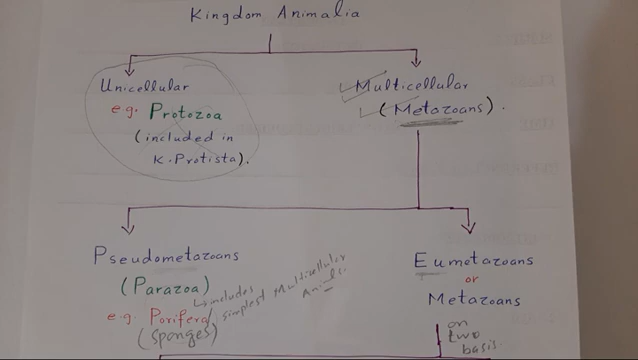 Kingdom Animalia
Unicellular
e.g. Protozoa
(included in
K. Protista).
Multicellular
(Metazoans).
Pseudometazoans
(Parazoa)
e.g. Porifera
(sponges)
includes
simplest Multicellular
Eumetazoans
or
Metazoans
on
two
basis.